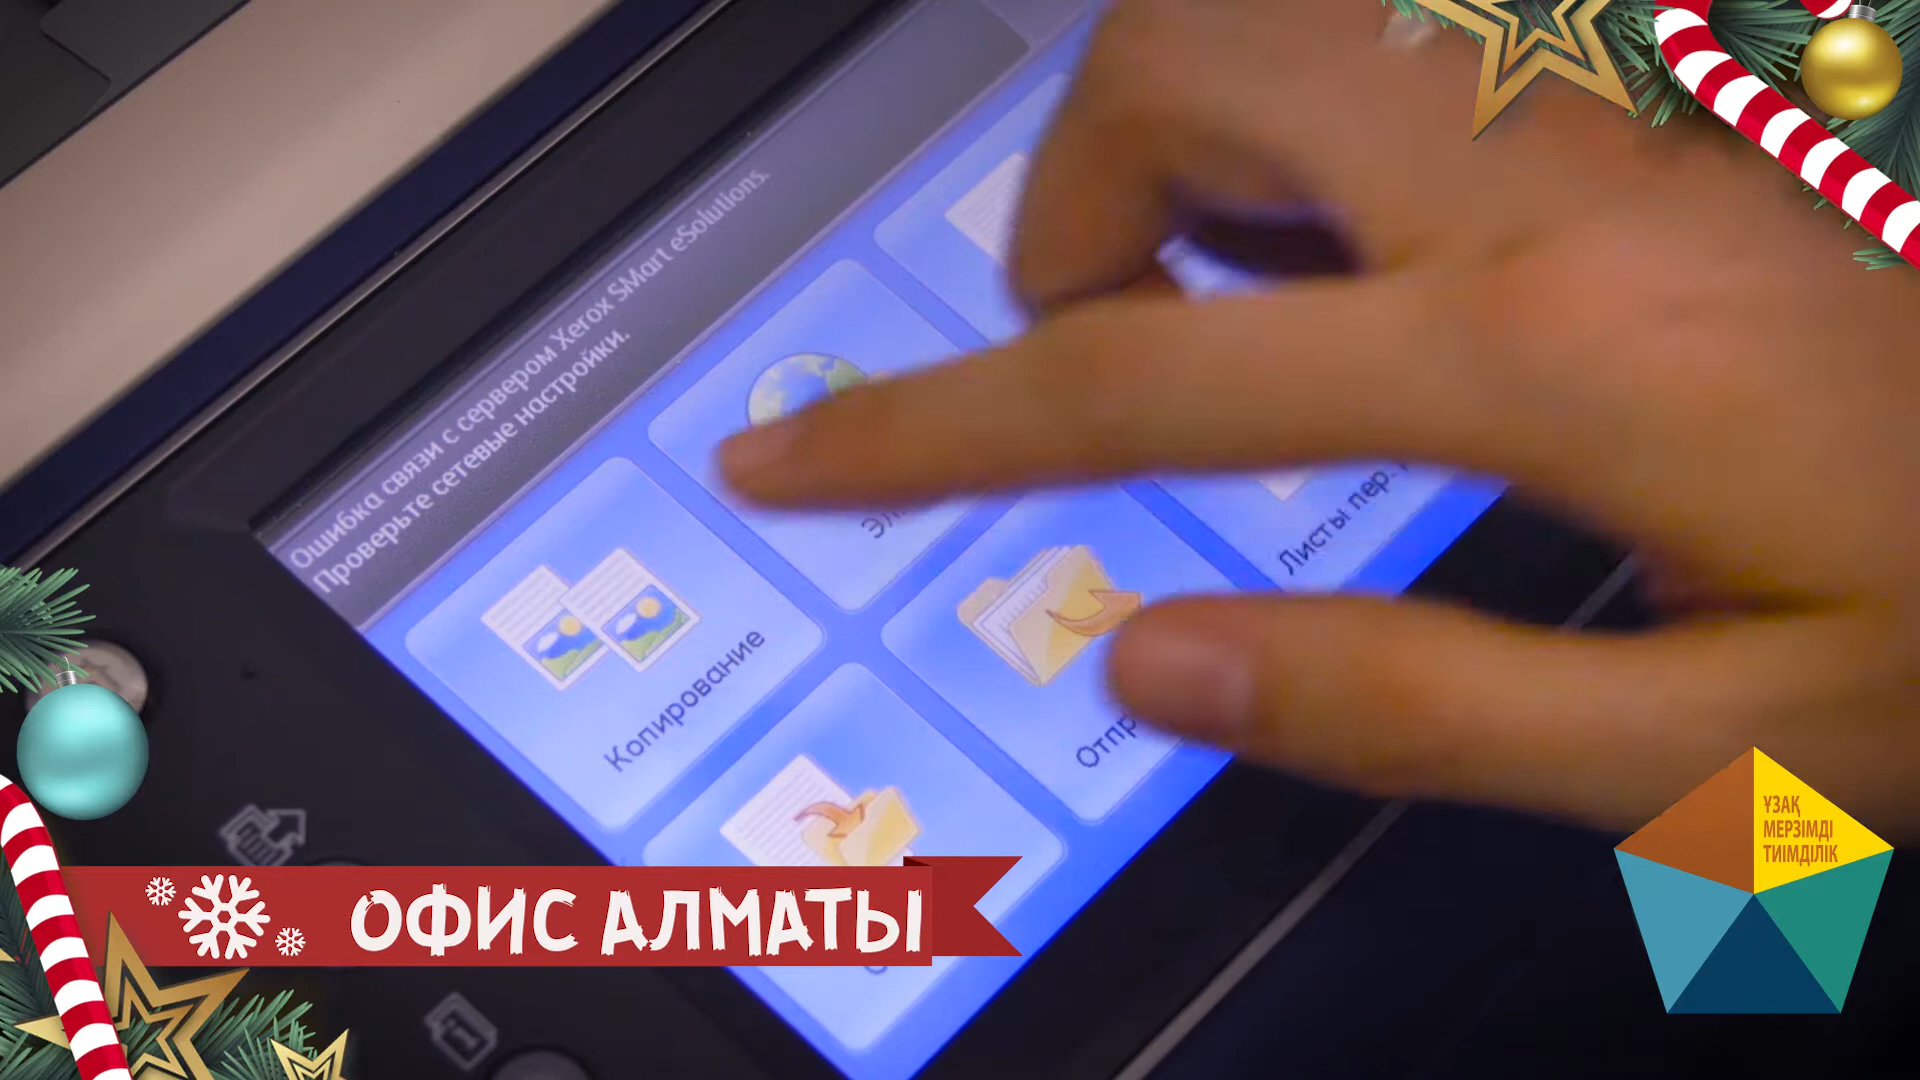 Ошибка связи с сервером Xerox SMart eSolutions.
Проверьте сетевые настройки.
Копирование
Листы пер...
ҰЗАҚ
МЕРЗІМДІ
ТИІМДІЛІК
ОФИС АЛМАТЫ